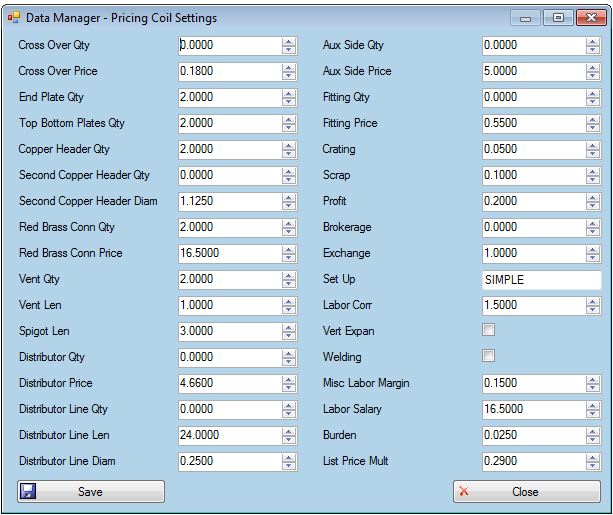 Data Manager - Pricing Coil Settings
Cross Over Qty 0.0000 Aux Side Qty 0.0000
Cross Over Price 0.1800 Aux Side Price 5.0000
End Plate Qty 2.0000 Fitting Qty 0.0000
Top Bottom Plates Qty 2.0000 Fitting Price 0.5500
Copper Header Qty 2.0000 Crating 0.0500
Second Copper Header Qty 0.0000 Scrap 0.1000
Second Copper Header Diam 1.1250 Profit 0.2000
Red Brass Conn Qty 2.0000 Brokerage 0.0000
Red Brass Conn Price 16.5000 Exchange 1.0000
Vent Qty 2.0000 Set Up SIMPLE
Vent Len 1.0000 Labor Corr 1.5000
Spigot Len 3.0000 Vert Expan
Distributor Qty 0.0000 Welding
Distributor Price 4.6600 Misc Labor Margin 0.1500
Distributor Line Qty 0.0000 Labor Salary 16.5000
Distributor Line Len 24.0000 Burden 0.0250
Distributor Line Diam 0.2500 List Price Mult 0.2900
Save Close